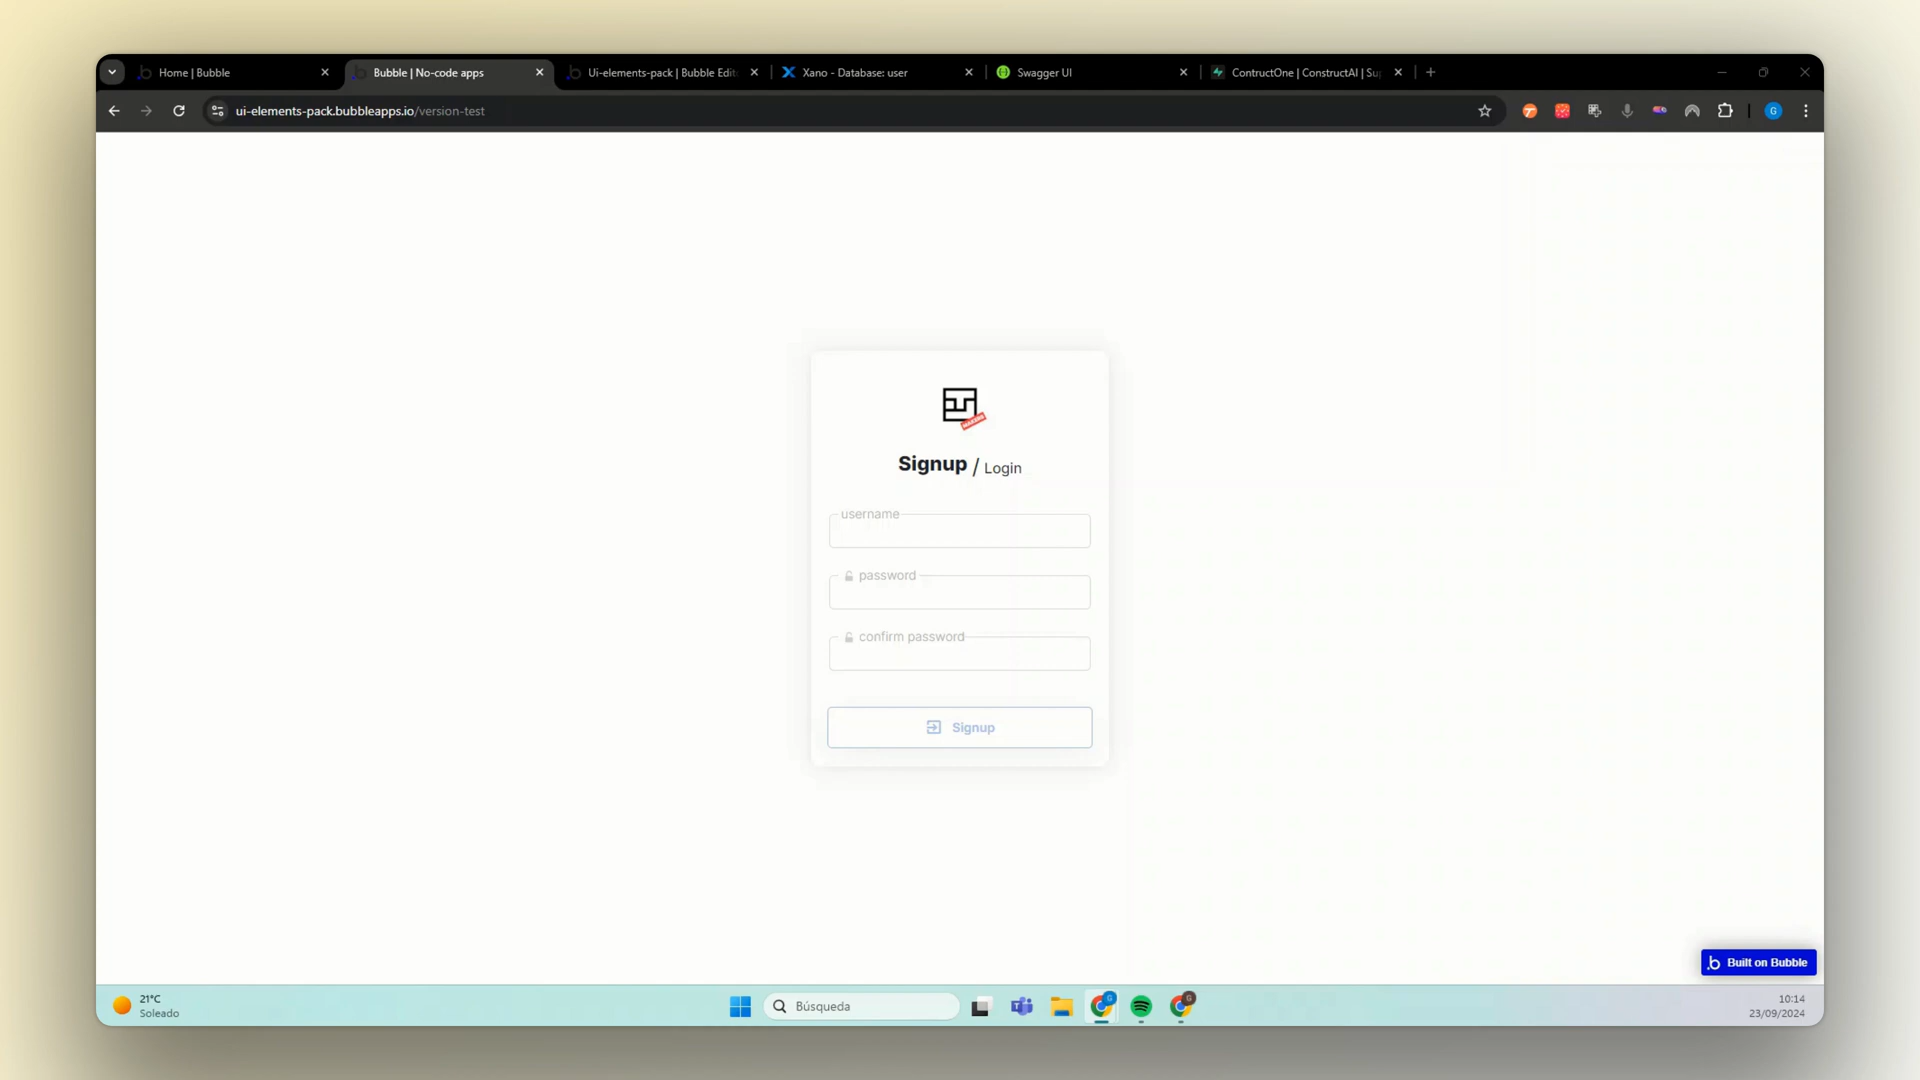 Home | Bubble
Bubble | No-code apps
Ui-elements-pack | Bubble Edit
Xano - Database: user
Swagger UI
ContructOne | ConstructAI | Su
ui-elements-pack.bubbleapps.io/version-test
G
Signup / Login
username
password
confirm password
Signup
Built on Bubble
21°C
Soleado
Búsqueda
10:14
23/09/2024